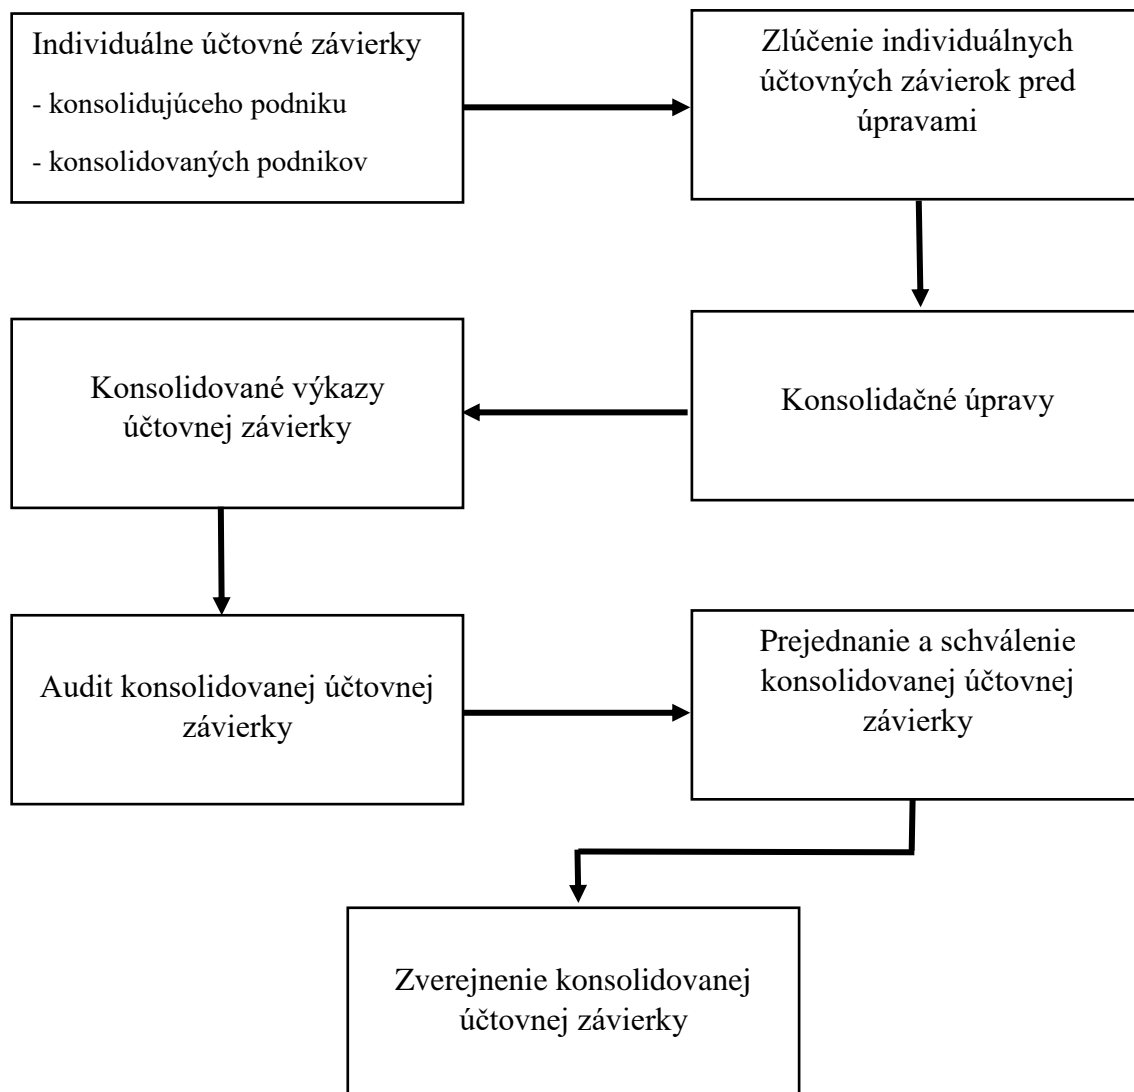 Individuálne účtovné závierky
- konsolidujúceho podniku
- konsolidovaných podnikov
Zlúčenie individuálnych
účtovných závierok pred
úpravami
Konsolidačné úpravy
Konsolidované výkazy
účtovnej závierky
Audit konsolidovanej účtovnej
závierky
Prejednanie a schválenie
konsolidovanej účtovnej
závierky
Zverejnenie konsolidovanej
účtovnej závierky